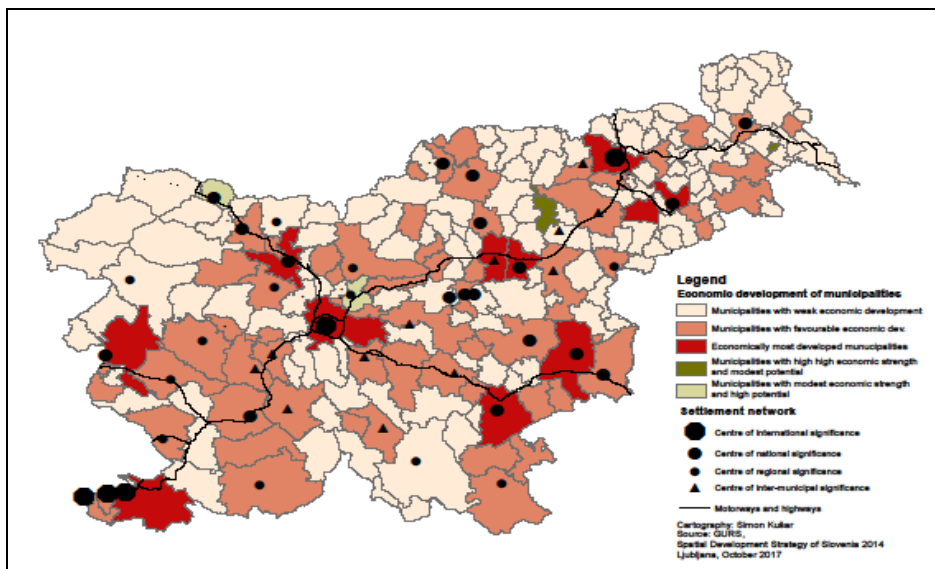 Legend
Economic development of municipalities
Municipalities with weak economic development
Municipalities with favourable economic dev.
Economically most developed munucipalities
Municipalities with high high economic strength
and modest potential
Municipalities with modest economic strength
and high potential
Settlement network
Centre of international significance
Centre of national significance
Centre of regional significance
Centre of inter-municipal significance
Motorways and highways
Cartography: Simon Kušar
Source: GURS,
Spatial Development Strategy of Slovenia 2014
Ljubljana, October 2017